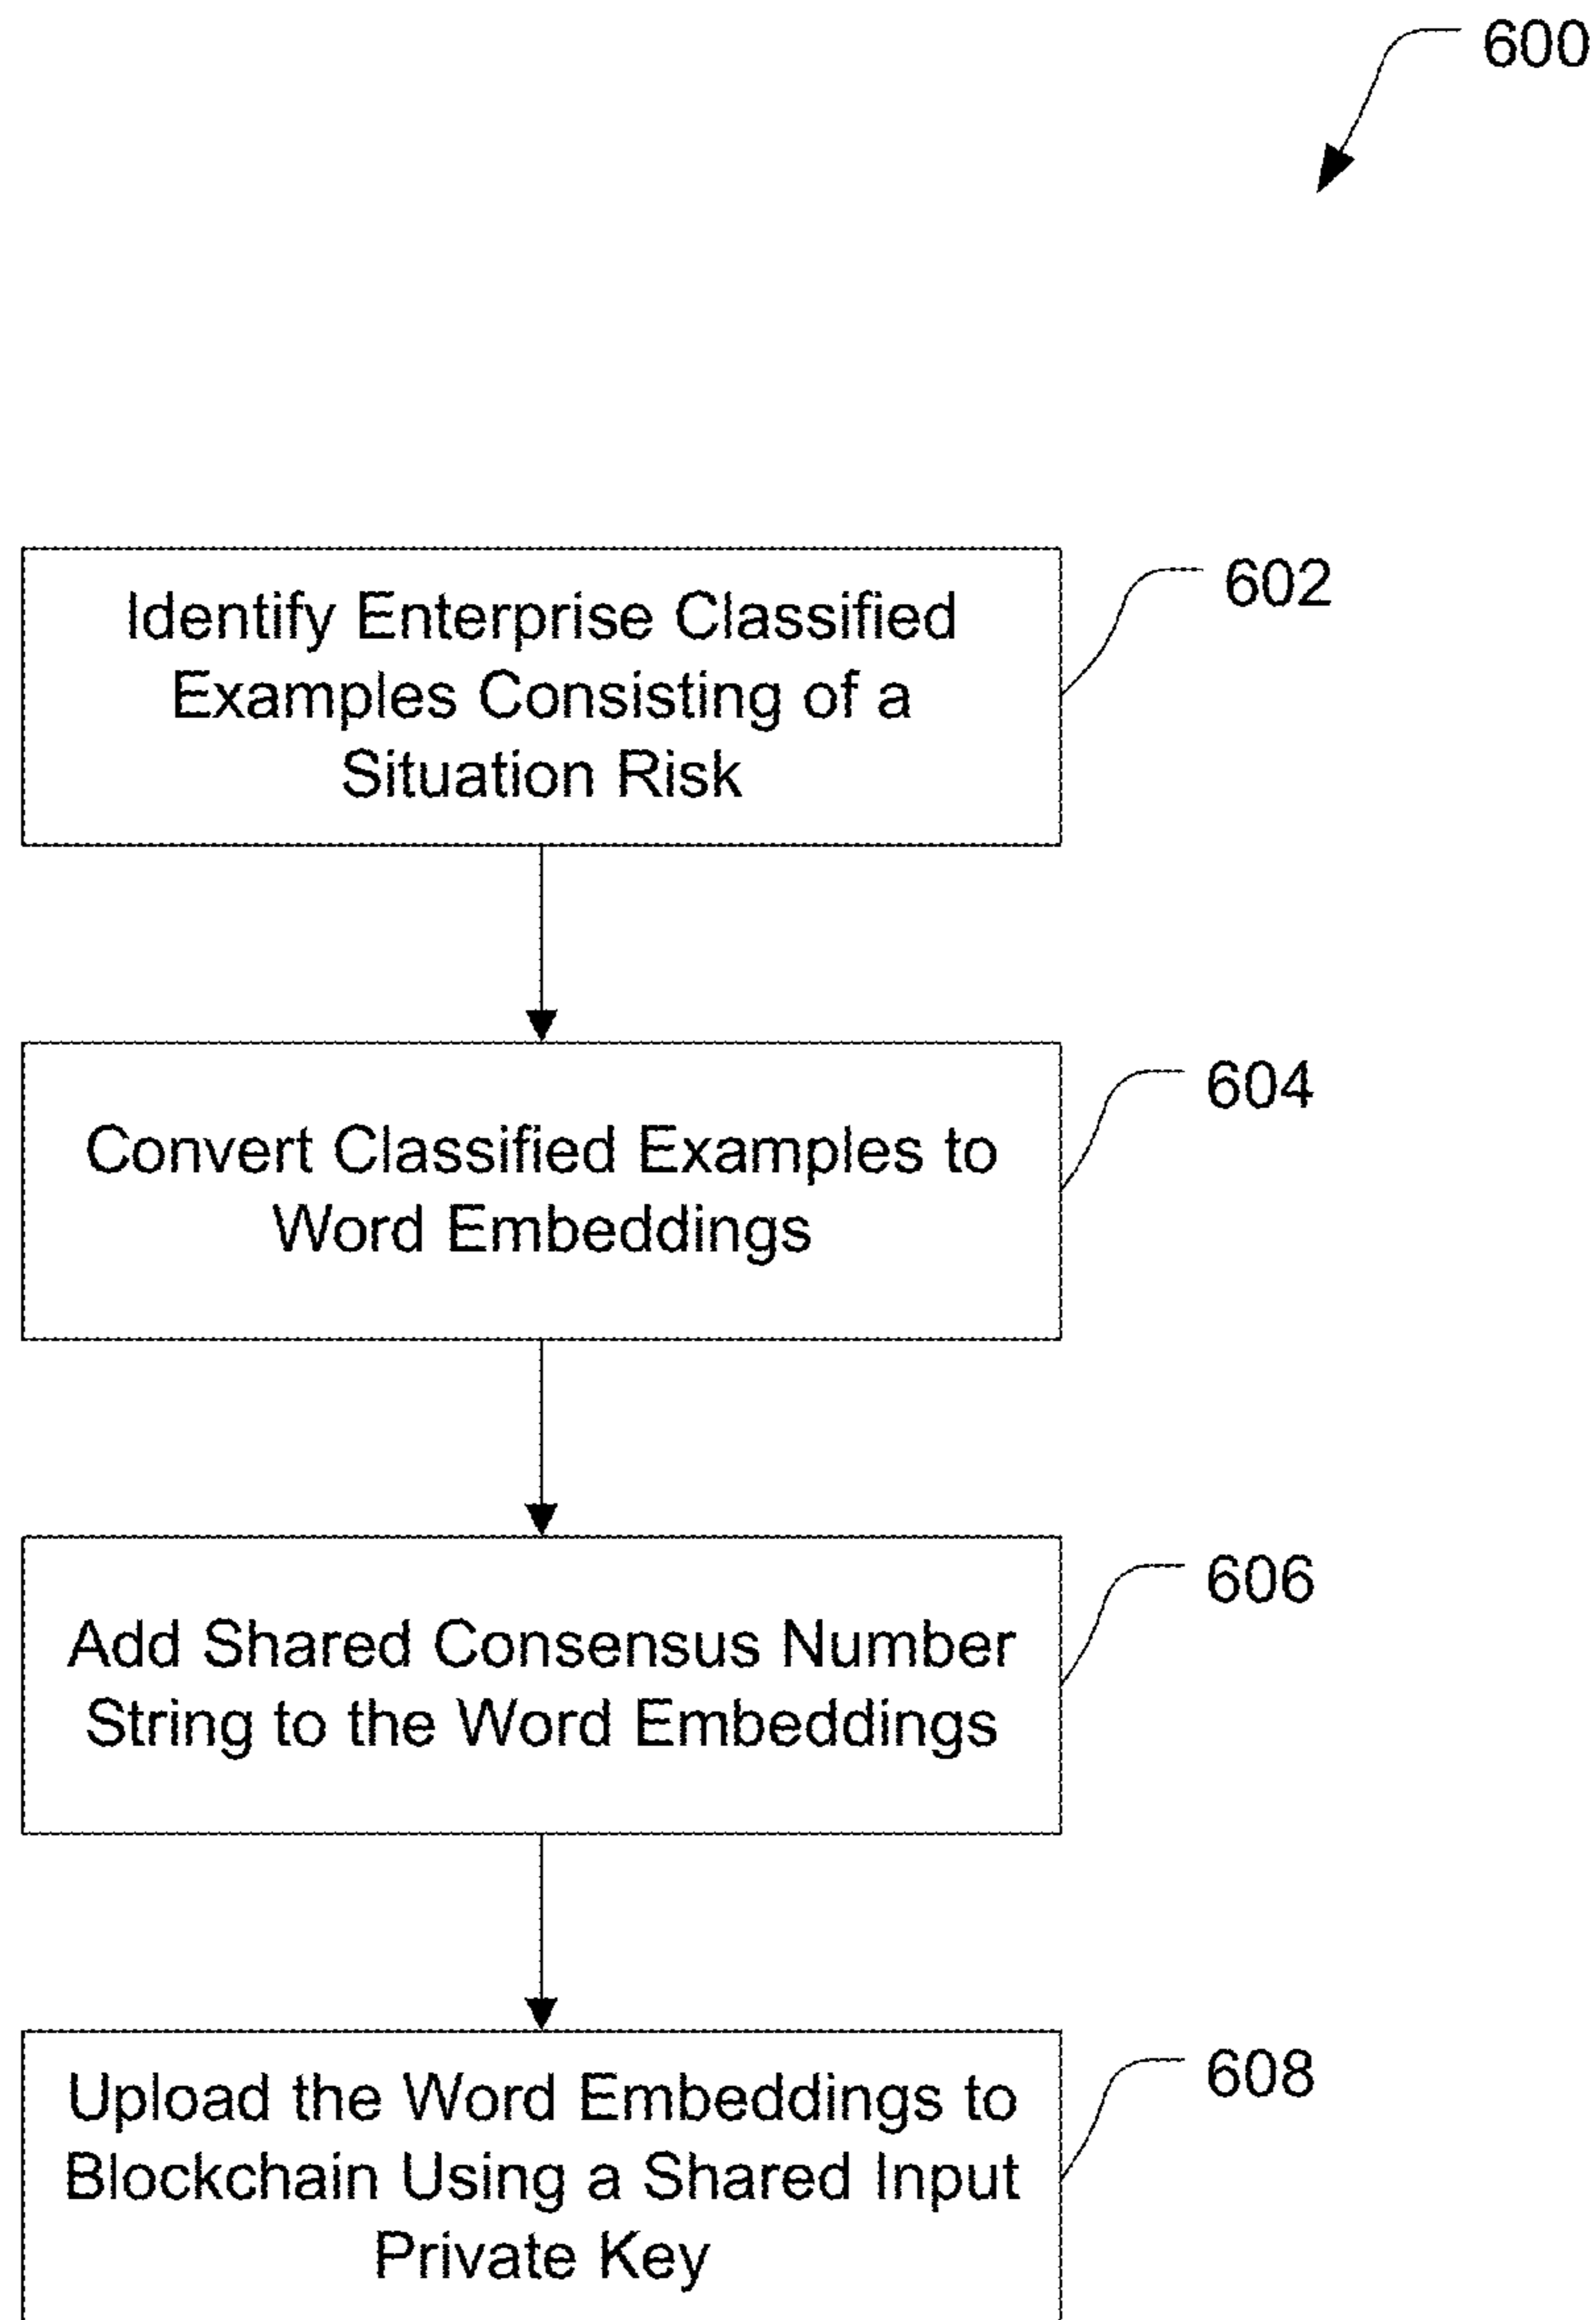 600
Identify Enterprise Classified
Examples Consisting of a
Situation Risk
602
Convert Classified Examples to
Word Embeddings
604
Add Shared Consensus Number
String to the Word Embeddings
606
Upload the Word Embeddings to
Blockchain Using a Shared Input
Private Key
608